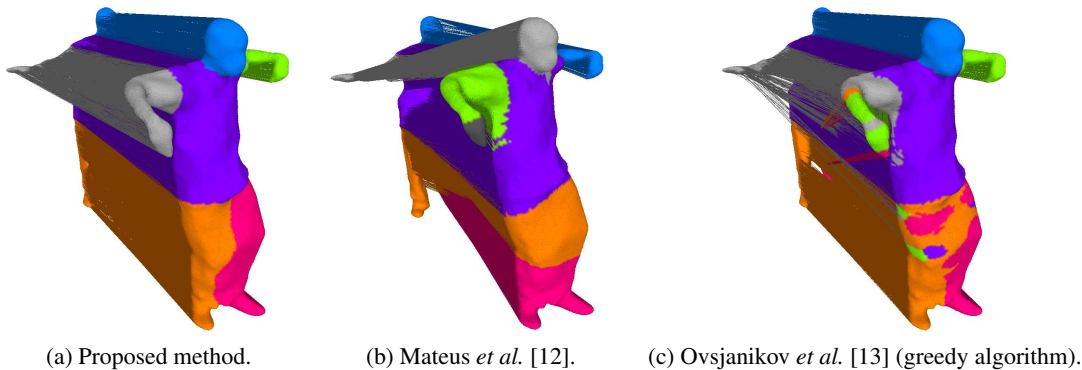 (a) Proposed method.
(b) Mateus et al. [12].
(c) Ovsjanikov et al. [13] (greedy algorithm).